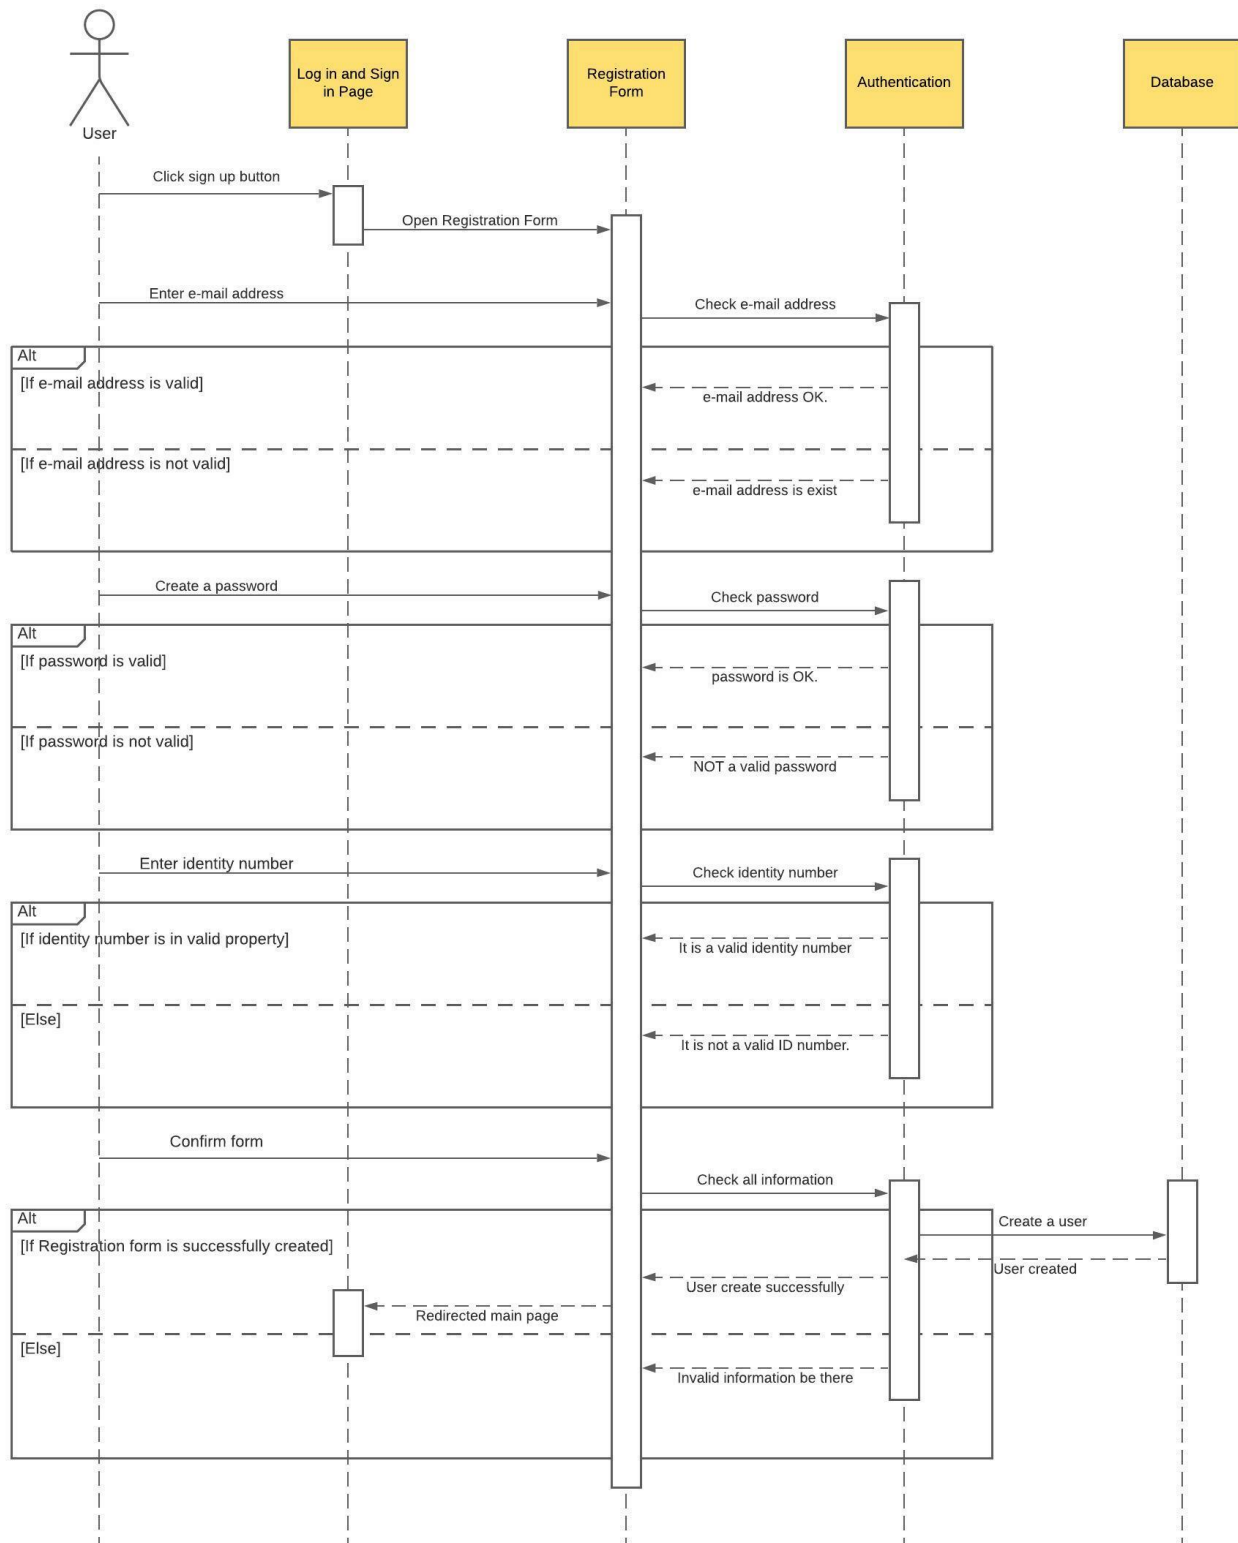 User
Log in and Sign
in Page
Registration
Form
Authentication
Database
Click sign up button
Open Registration Form
Enter e-mail address
Check e-mail address
Alt
[If e-mail address is valid]
e-mail address OK.
[If e-mail address is not valid]
e-mail address is exist
Create a password
Check password
Alt
[If password is valid]
password is OK.
[If password is not valid]
NOT a valid password
Enter identity number
Check identity number
Alt
[If identity number is in valid property]
It is a valid identity number
[Else]
It is not a valid ID number.
Confirm form
Check all information
Alt
Create a user
[If Registration form is successfully created]
User created
User create successfully
Redirected main page
[Else]
Invalid information be there